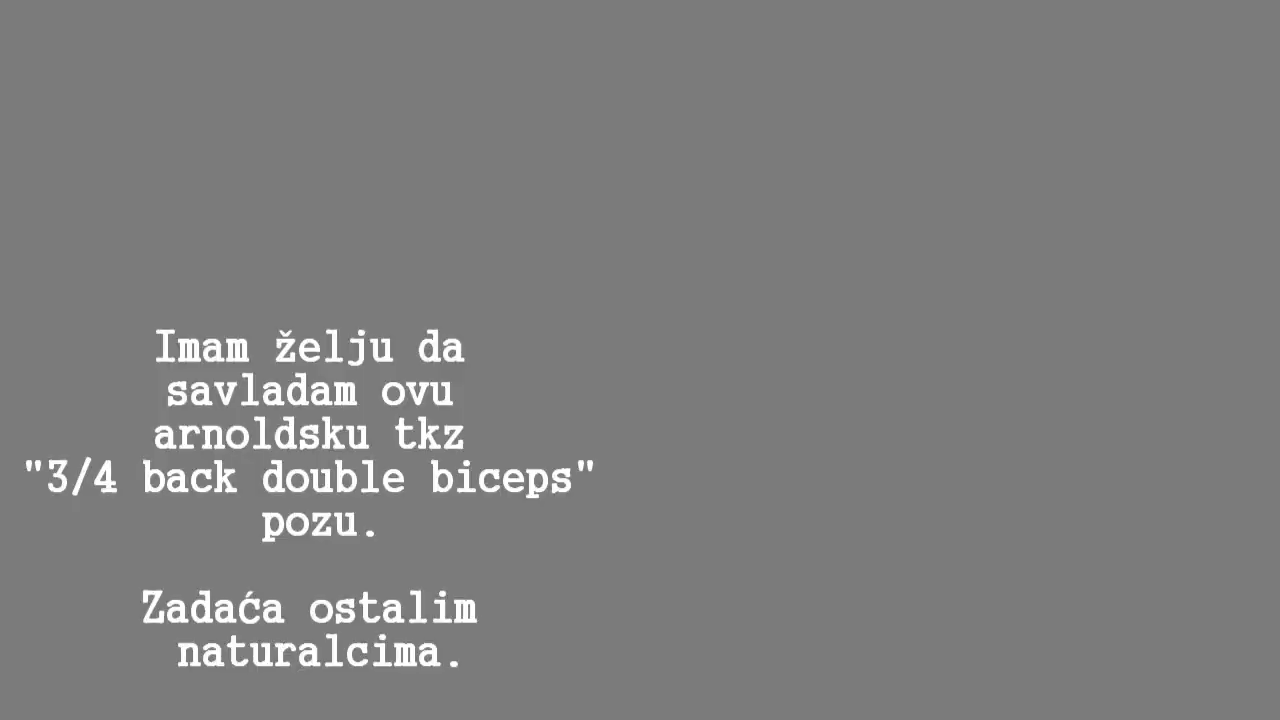 Imam želju da
savladam ovu
arnoldsku tkz
"3/4 back double biceps"
pozu.
Zadaća ostalim
naturalcima.